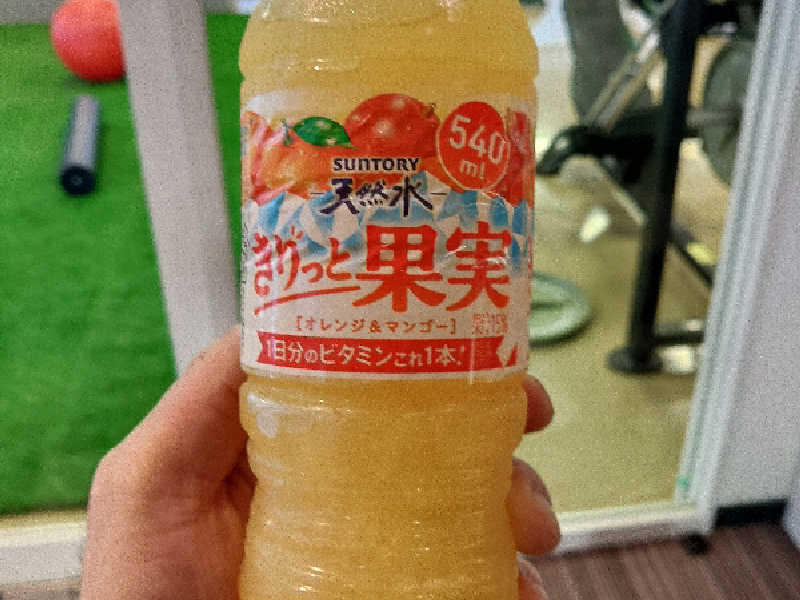 540
ml
SUNTORY
天然水
きりっと果実
[オレンジ&マンゴー]
1日分のビタミンこれ1本!